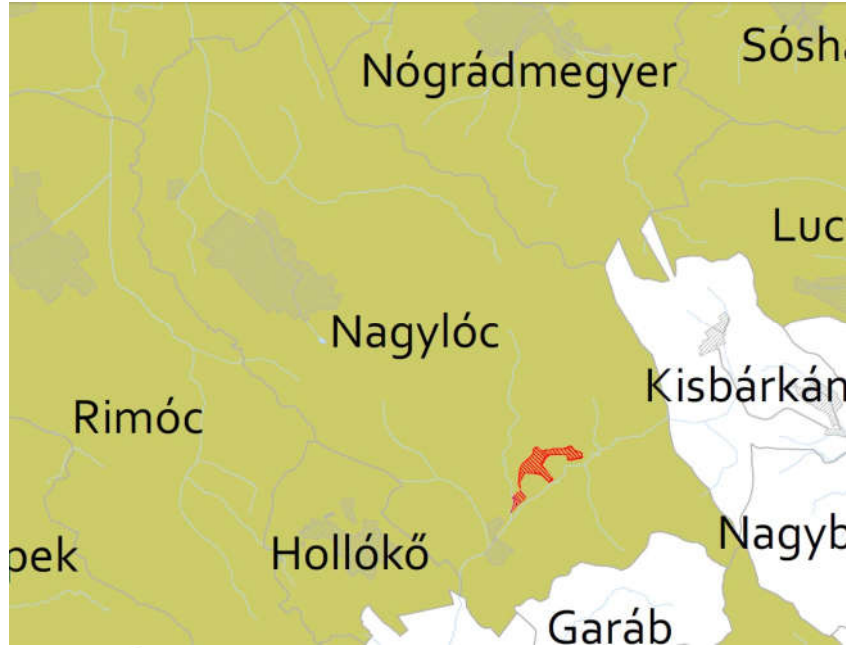 Nógrádmegyer
Sósha
Luc
Nagylóc
Kisbárkán
Rimóc
Nagyb
pek
Hollókő
Garáb